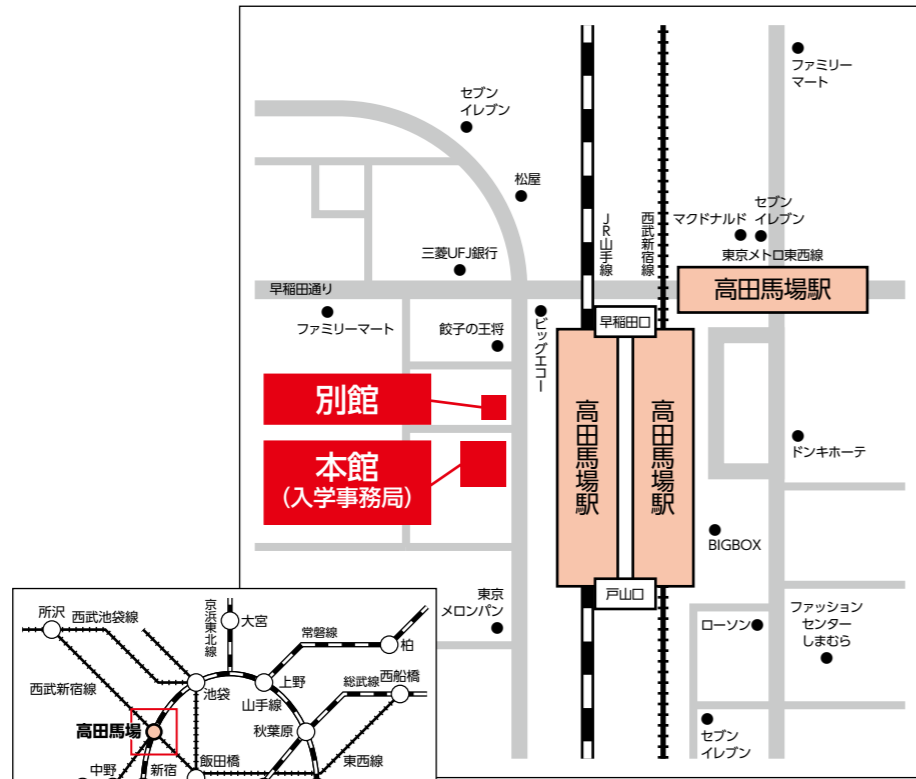 ファミリー
マート
セブン
イレブン
松屋
JR山手線
西武新宿線
マクドナルド
セブン
イレブン
三菱UFJ銀行
東京メトロ東西線
高田馬場駅
早稲田通り
ファミリーマート
餃子の王将
ビッグエコー
早稲田口
別館
本館
(入学事務局)
高田馬場駅
高田馬場駅
ドンキホーテ
BIGBOX
戸山口
東京
メロンパン
ローソン
ファッション
センター
しまむら
セブン
イレブン
所沢
西武池袋線
京浜東北線
大宮
常磐線
柏
西武新宿線
池袋
上野
山手線
総武線
西船橋
高田馬場
秋葉原
中野
新宿
飯田橋
東西線